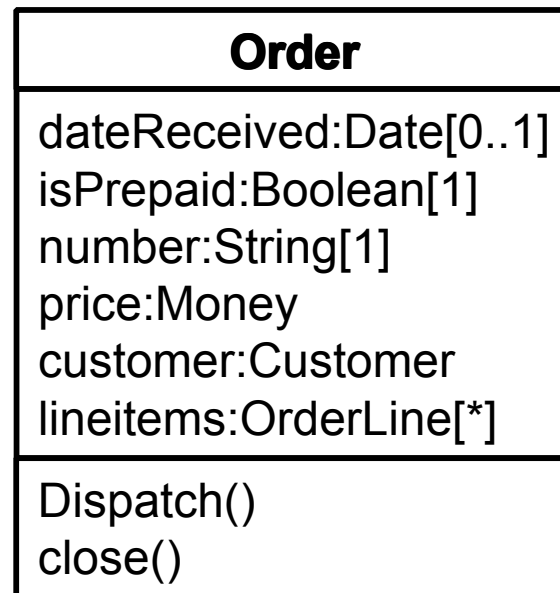 Order
dateReceived:Date[0..1]
isPrepaid:Boolean[1]
number:String[1]
price:Money
customer:Customer
lineitems:OrderLine[*]
Dispatch()
close()